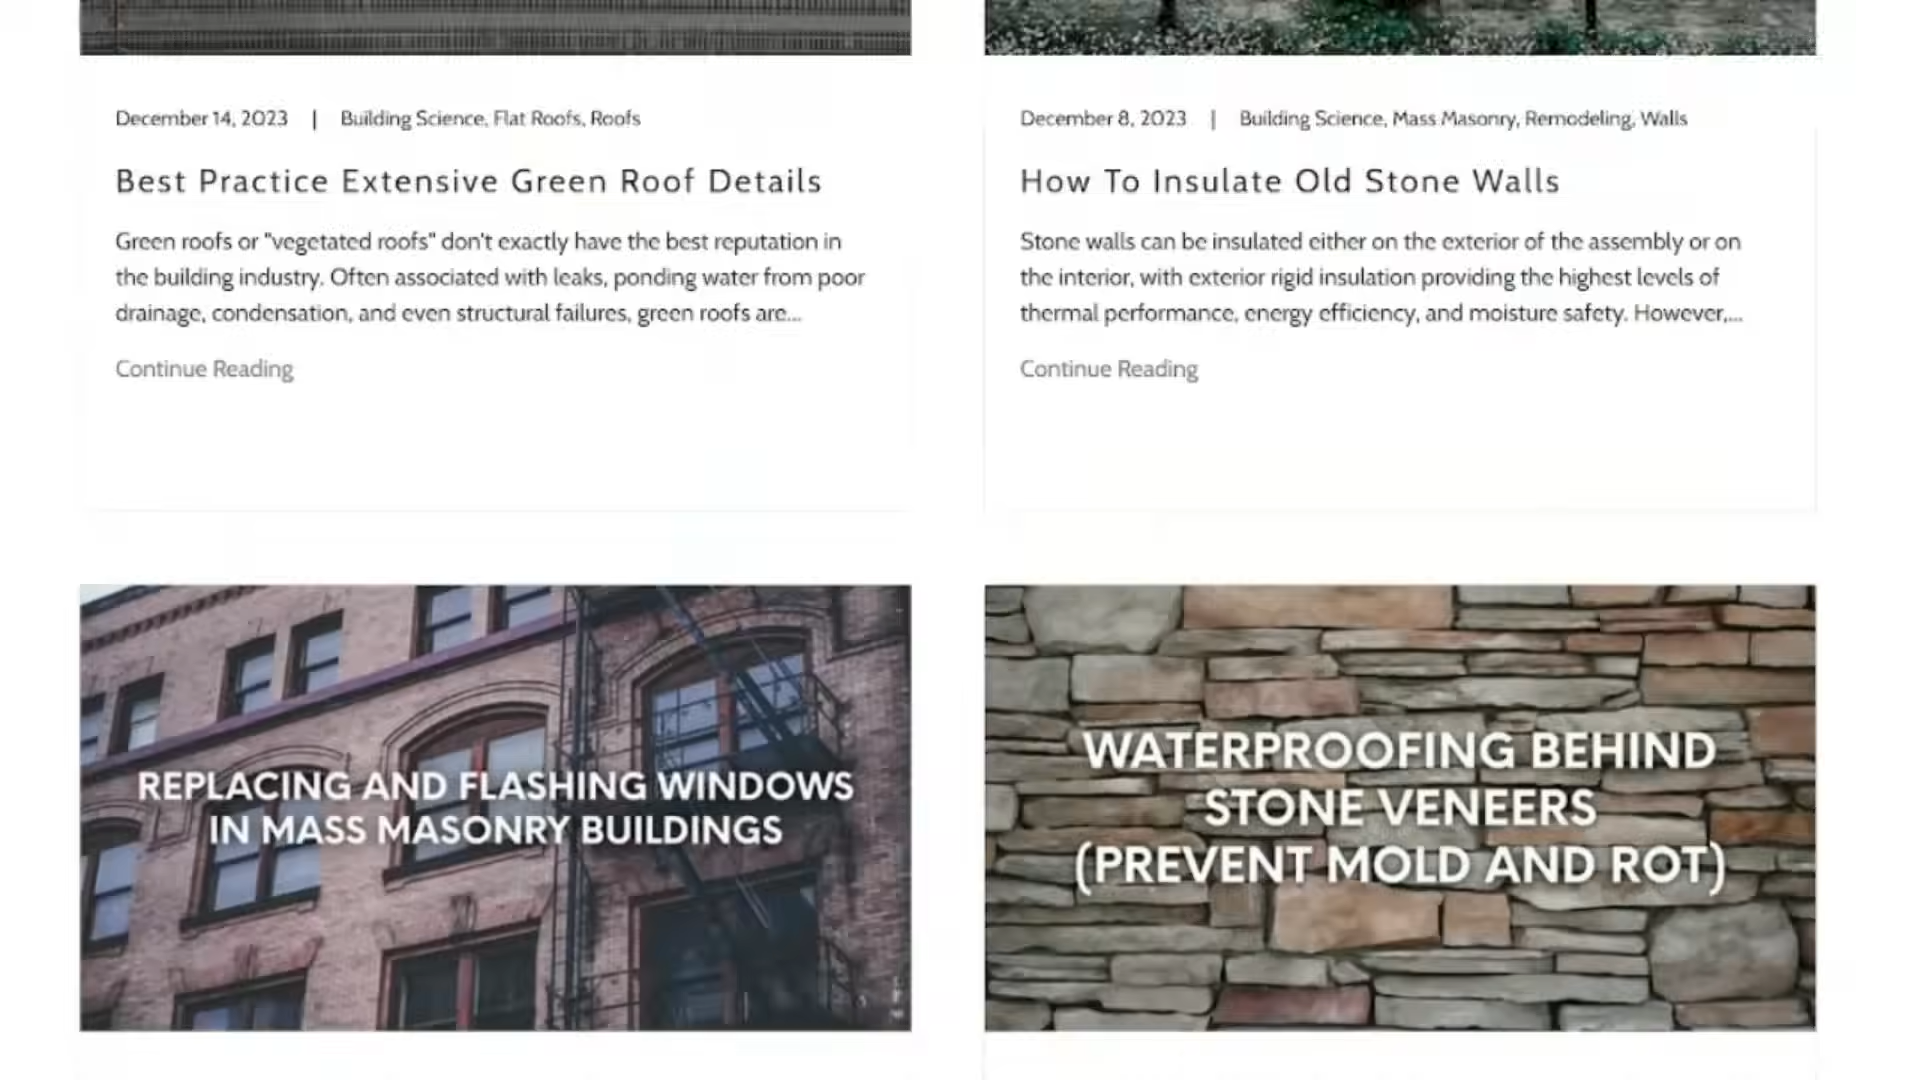 December 14, 2023 | Building Science, Flat Roofs, Roofs
Best Practice Extensive Green Roof Details
Green roofs or "vegetated roofs" don't exactly have the best reputation in
the building industry. Often associated with leaks, ponding water from poor
drainage, condensation, and even structural failures, green roofs are...
Continue Reading
December 8, 2023 | Building Science, Mass Masonry, Remodeling, Walls
How To Insulate Old Stone Walls
Stone walls can be insulated either on the exterior of the assembly or on
the interior, with exterior rigid insulation providing the highest levels of
thermal performance, energy efficiency, and moisture safety. However,...
Continue Reading
REPLACING AND FLASHING WINDOWS
IN MASS MASONRY BUILDINGS
WATERPROOFING BEHIND
STONE VENEERS
(PREVENT MOLD AND ROT)